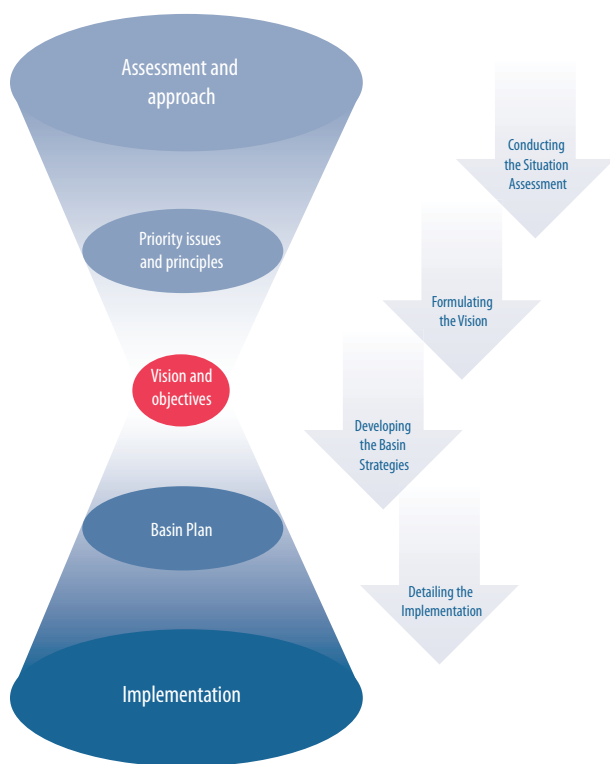 Assessment and
approach
Conducting
the Situation
Assessment
Priority issues
and principles
Formulating
the Vision
Vision and
objectives
Developing
the Basin
Strategies
Basin Plan
Detailing the
Implementation
Implementation